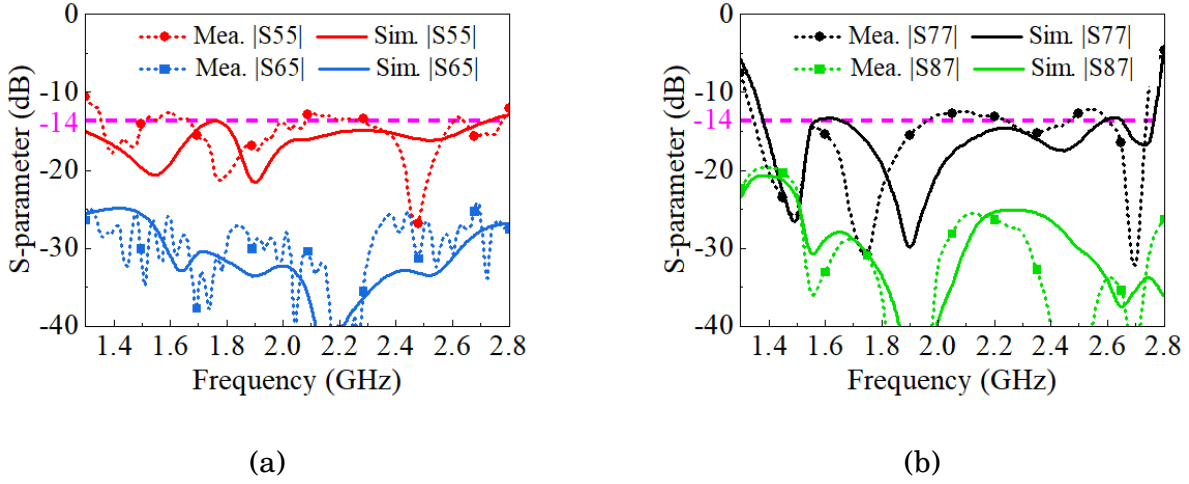 0
-10
-14
-20
-30
-40
S-parameter (dB)
Mea. |S55| Sim. |S55|
Mea. |S65| Sim. |S65|
1.4 1.6 1.8 2.0 2.2 2.4 2.6 2.8
Frequency (GHz)
(a)
0
-10
-14
-20
-30
-40
S-parameter (dB)
Mea. |S77| Sim. |S77|
Mea. |S87| Sim. |S87|
1.4 1.6 1.8 2.0 2.2 2.4 2.6 2.8
Frequency (GHz)
(b)